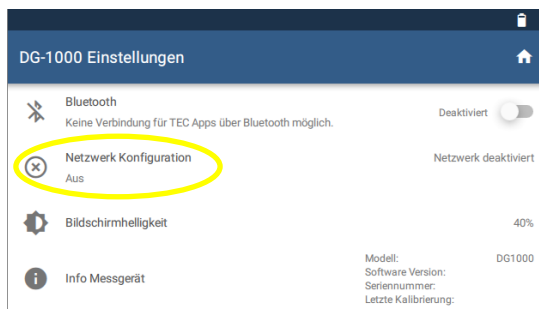 DG-1000 Einstellungen
Bluetooth
Keine Verbindung für TEC Apps über Bluetooth möglich.
Deaktiviert
Netzwerk Konfiguration
Aus
Netzwerk deaktiviert
Bildschirmhelligkeit
40%
Info Messgerät
Modell: DG1000
Software Version:
Seriennummer:
Letzte Kalibrierung: